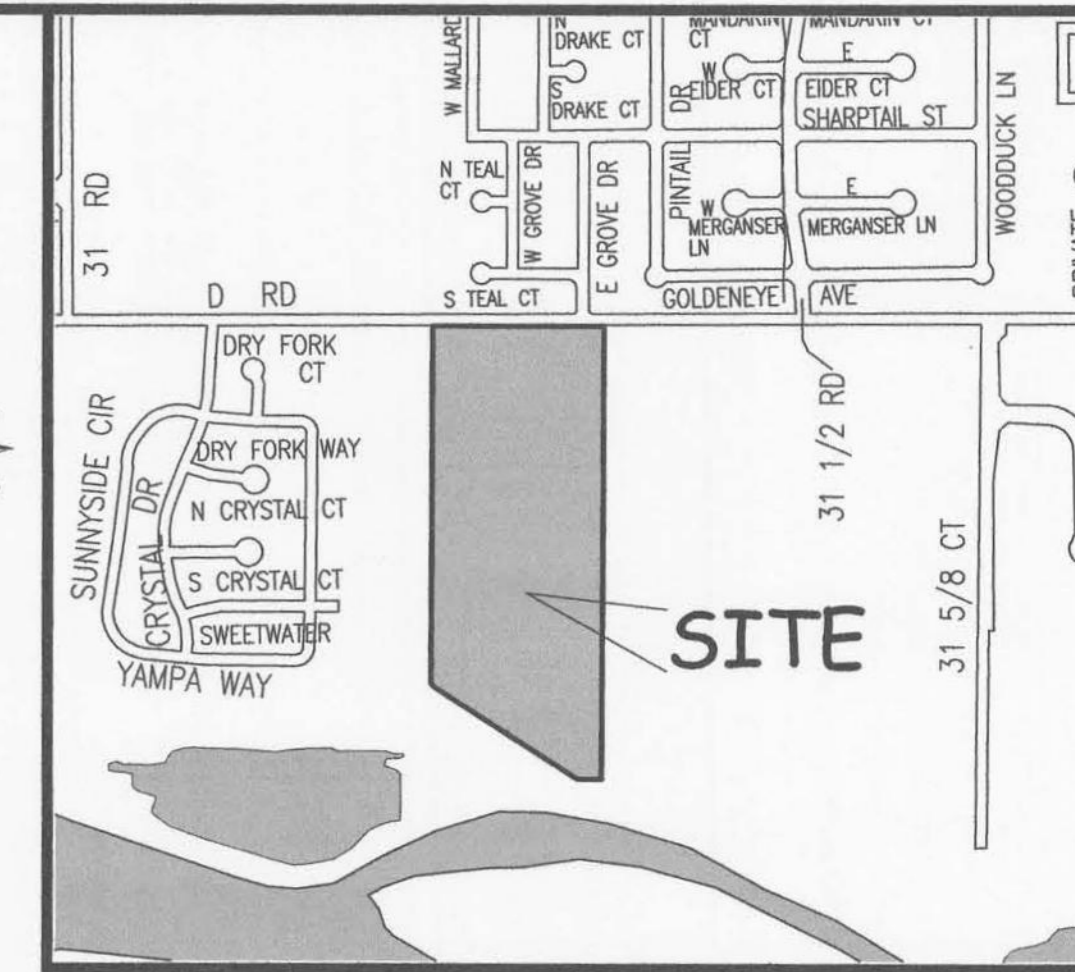 W MALLARD
N
DRAKE CT
S
DRAKE CT
MANDARIN
CT
MANDARIN CT
W
EIDER CT
E
EIDER CT
SHARPTAIL ST
PINTAIL DR
WOODDUCK LN
31 RD
N TEAL
CT
W GROVE DR
E GROVE DR
W
MERGANSER
LN
E
MERGANSER LN
D RD
S TEAL CT
GOLDENEYE AVE
DRY FORK
CT
SUNNYSIDE CIR
DRY FORK WAY
CRYSTAL DR
N CRYSTAL CT
S CRYSTAL CT
SWEETWATER
YAMPA WAY
31 1/2 RD
SITE
31 5/8 CT